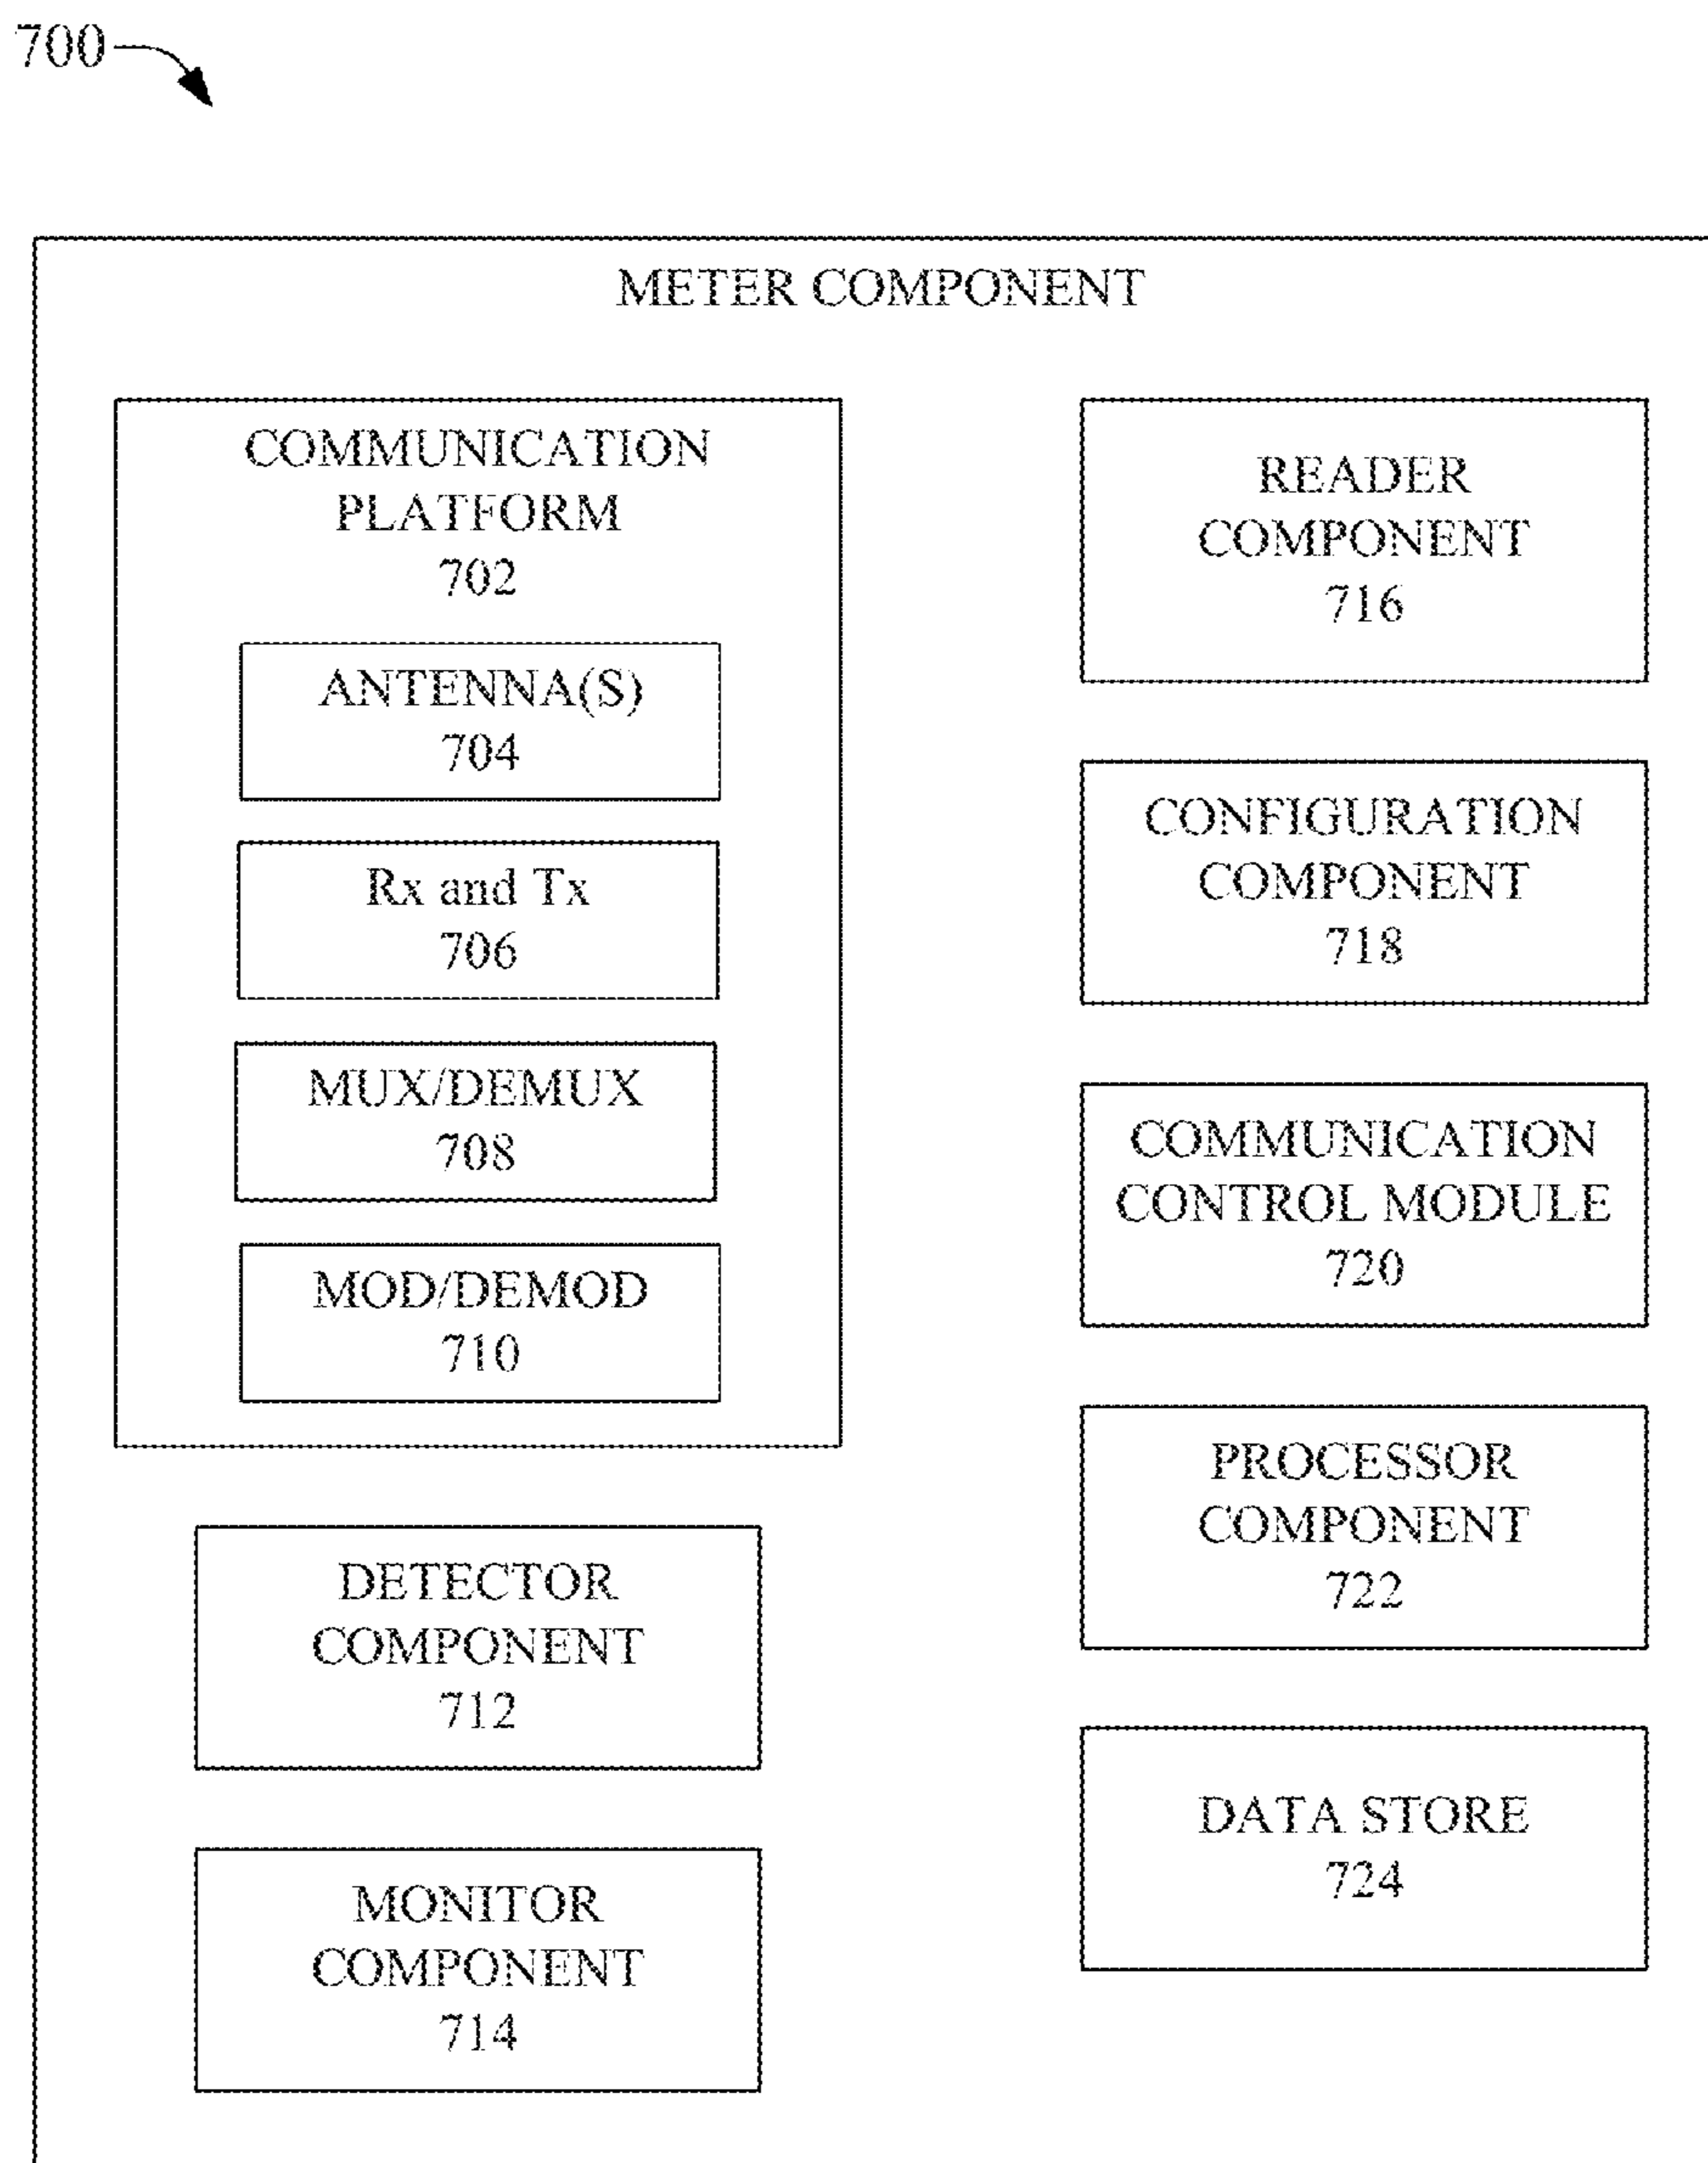 700
METER COMPONENT
COMMUNICATION
PLATFORM
702
ANTENNA(S)
704
Rx and Tx
706
MUX/DEMUX
708
MOD/DEMOD
710
DETECTOR
COMPONENT
712
MONITOR
COMPONENT
714
READER
COMPONENT
716
CONFIGURATION
COMPONENT
718
COMMUNICATION
CONTROL MODULE
720
PROCESSOR
COMPONENT
722
DATA STORE
724